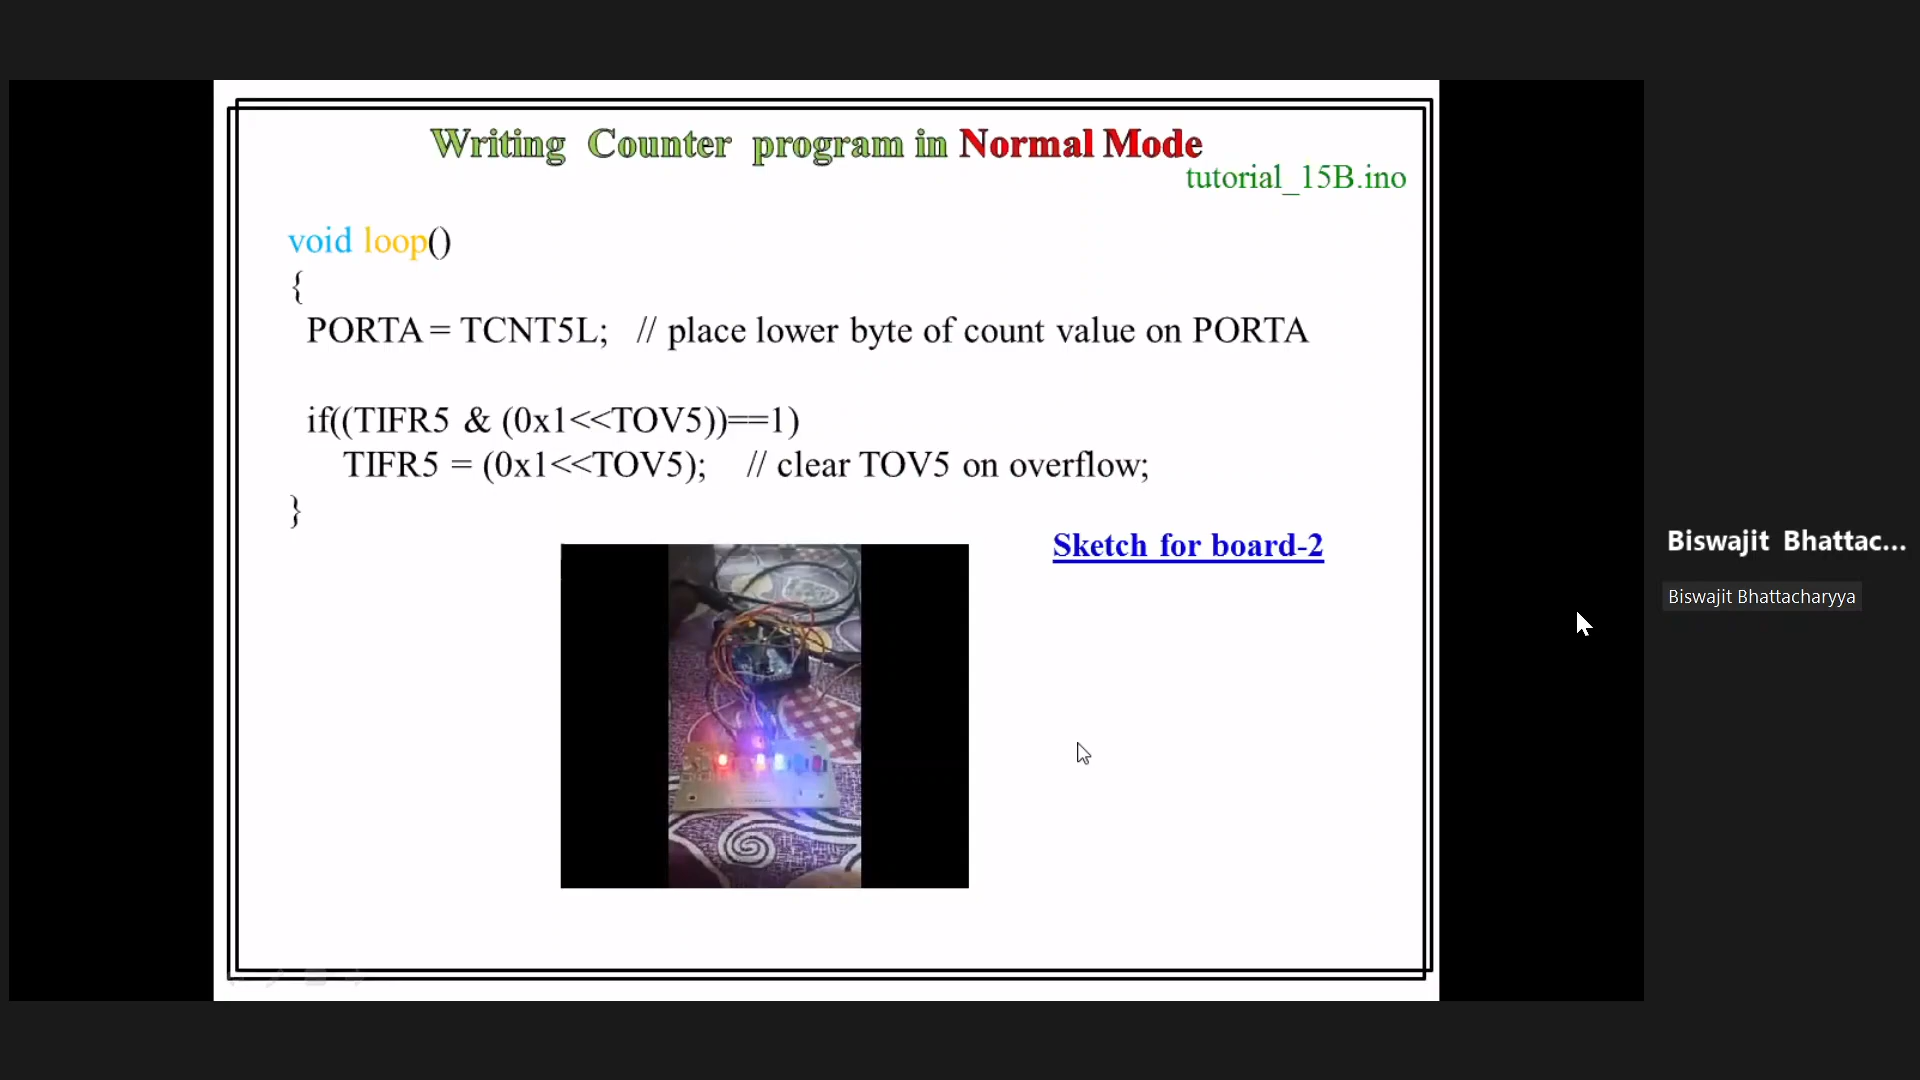 Writing Counter program in Normal Mode
tutorial_15B.ino
void loop()
{
PORTA = TCNT5L; // place lower byte of count value on PORTA
if((TIFR5 & (0x1<<TOV5))==1)
TIFR5 = (0x1<<TOV5); // clear TOV5 on overflow;
}
Sketch for board-2
Biswajit Bhattac...
Biswajit Bhattacharyya